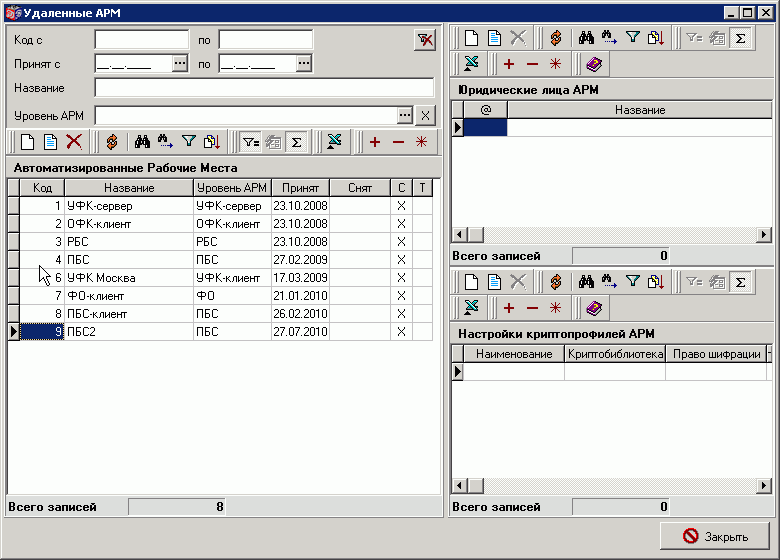 Удаленные АРМ
Код с по
Принят с __.__.____ ... по __.__.____ ...
Название
Уровень АРМ ... X
Автоматизированные Рабочие Места
Код Название Уровень АРМ Принят Снят С Т
1 УФК-сервер УФК-сервер 23.10.2008 X
2 ОФК-клиент ОФК-клиент 23.10.2008 X
3 РБС РБС 23.10.2008 X
4 ПБС ПБС 27.02.2009 X
6 УФК Москва УФК-клиент 17.03.2009 X
7 ФО-клиент ФО 21.01.2010 X
8 ПБС-клиент ПБС 26.02.2010 X
9 ПБС2 ПБС 27.07.2010 X
Всего записей 8
Юридические лица АРМ
@ Название
Всего записей 0
Настройки криптопрофилей АРМ
Наименование Криптобиблиотека Право шифрации
Всего записей 0
Закрыть